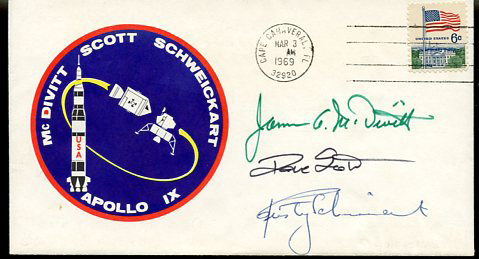 McDIVITT SCOTT SCHWEICKART
USA
APOLLO IX
CAPE CANAVERAL, FL
MAR 3
AM
1969
32920
UNITED STATES
6c
James A. McDivitt
Dave Scott
Rusty Schweickart